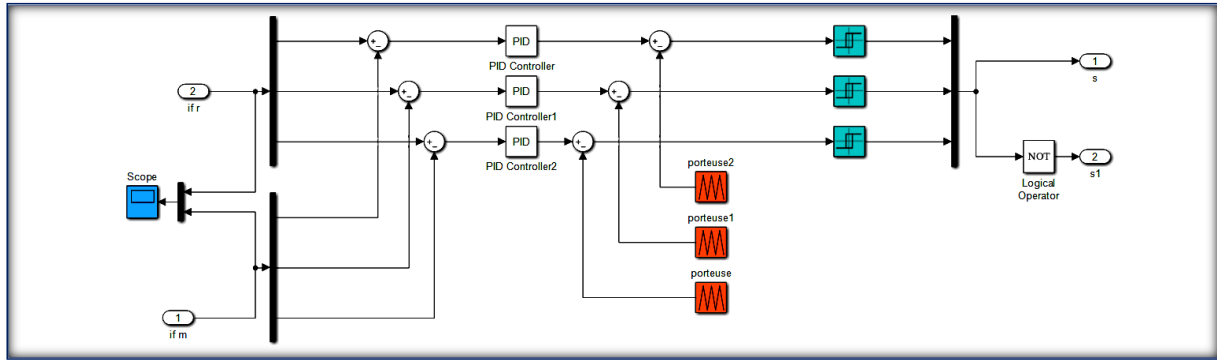 PID
PID Controller
PID
PID Controller1
PID
PID Controller2
2
if r
Scope
1
if m
porteuse2
porteuse1
porteuse
1
s
NOT
Logical
Operator
2
s1